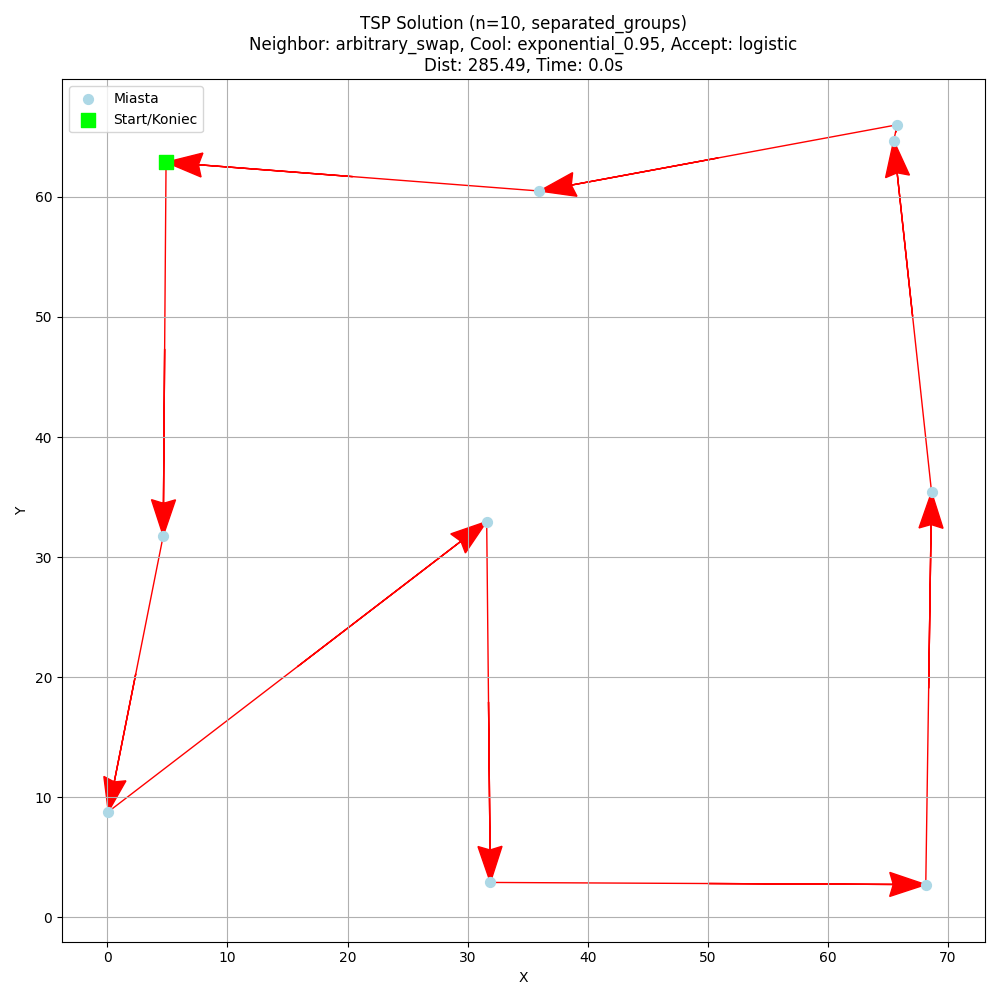 TSP Solution (n=10, separated_groups)
Neighbor: arbitrary_swap, Cool: exponential_0.95, Accept: logistic
Dist: 285.49, Time: 0.0s
Miasta
Start/Koniec
60
50
40
30
20
10
0
Y
0 10 20 30 40 50 60 70
X